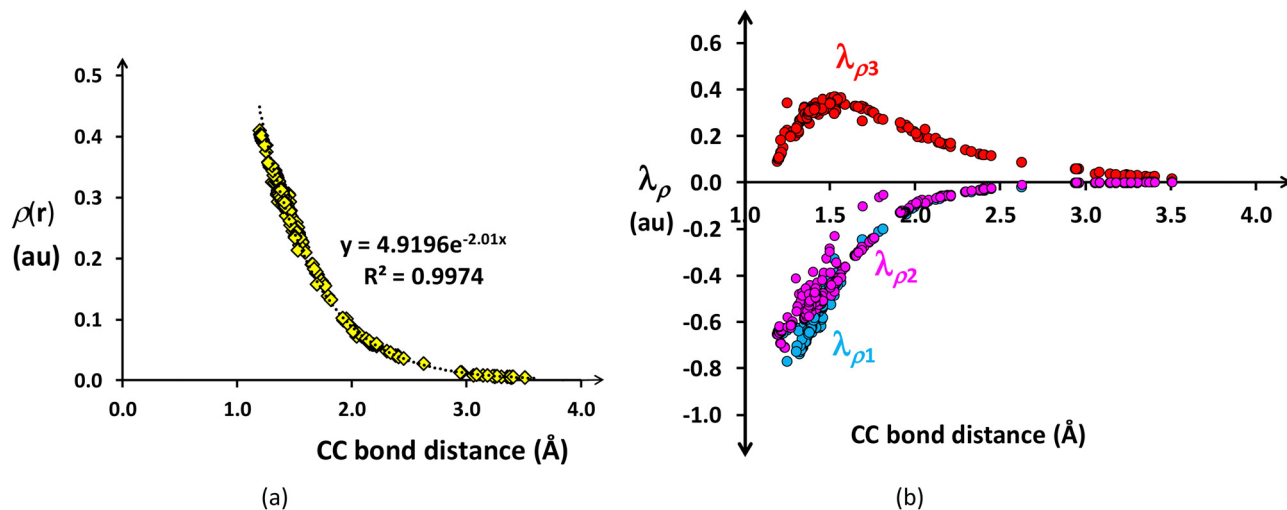 0.5
0.4
0.3
0.2
0.1
0.0
ρ(r)
(au)
y = 4.9196e^-2.01x
R² = 0.9974
0.0 1.0 2.0 3.0 4.0
CC bond distance (Å)
(a)
0.6
0.4
0.2
0.0
-0.2
-0.4
-0.6
-0.8
-1.0
λρ
(au)
1.0 1.5 2.0 2.5 3.0 3.5 4.0
λρ3
λρ2
λρ1
CC bond distance (Å)
(b)